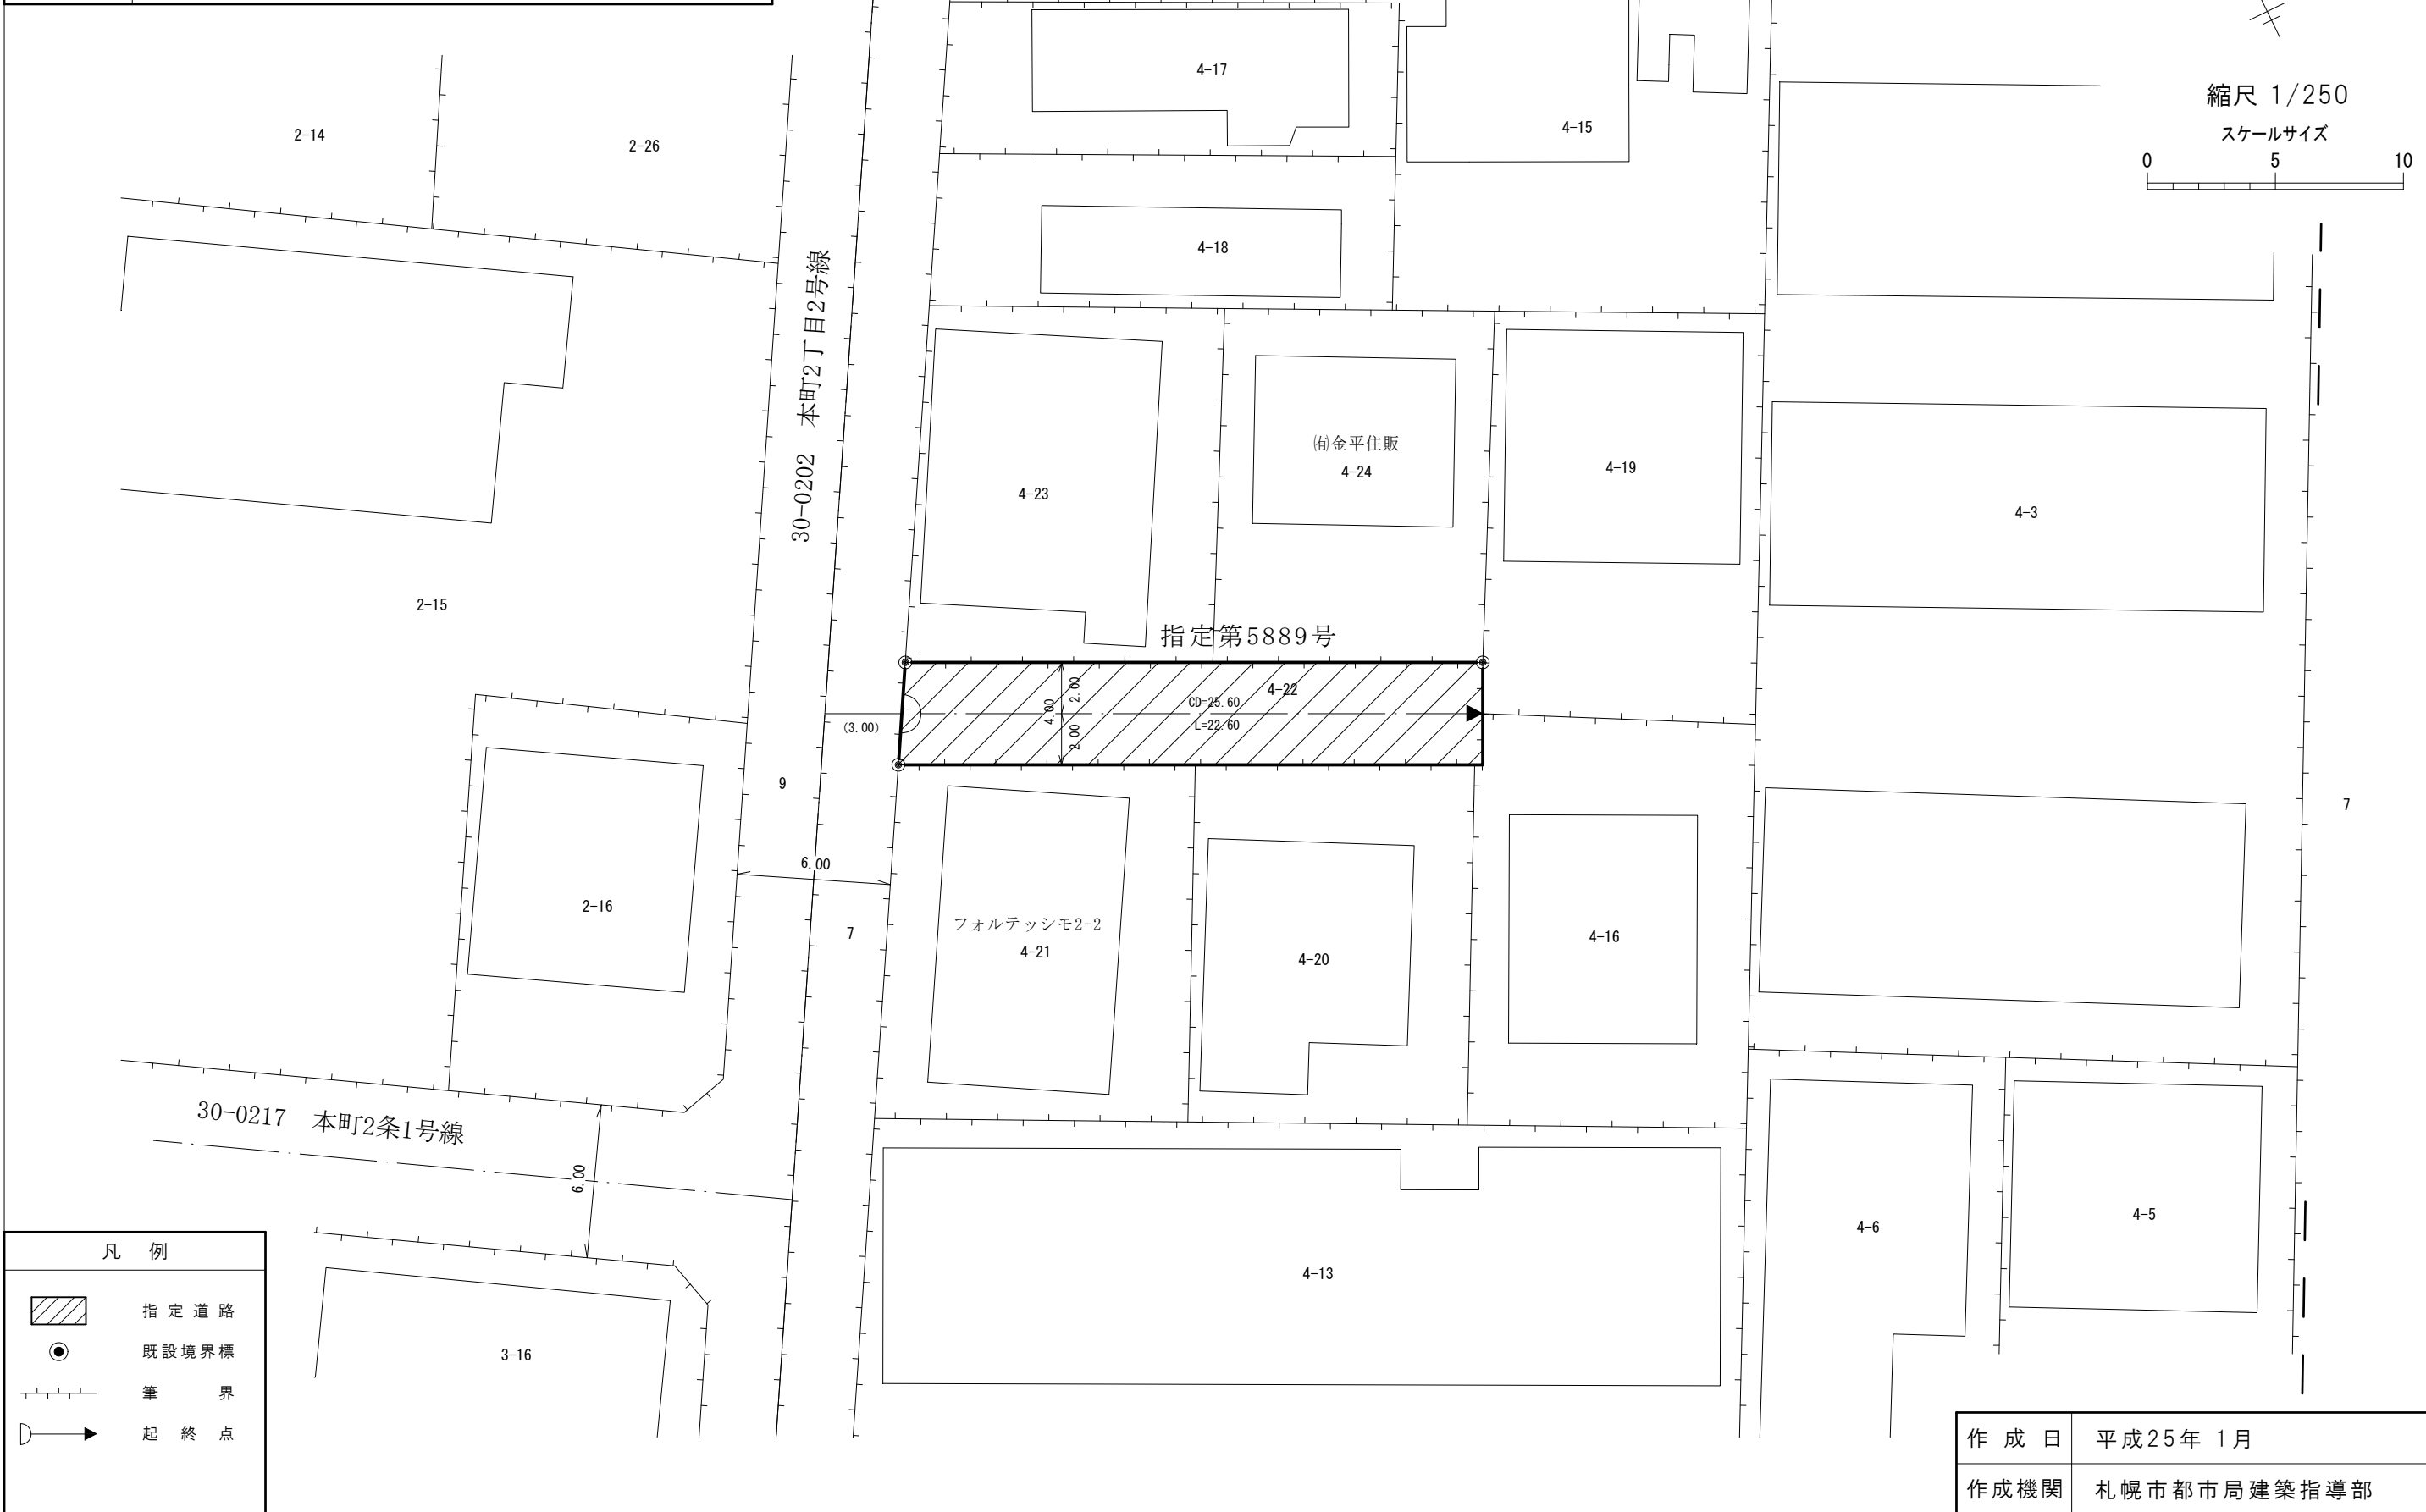 4-17
縮尺 1/250
スケールサイズ
0 5 10
2-14
2-26
4-15
4-18
30-0202 本町2丁目2号線
㈲金平住販
4-24
4-19
4-23
4-3
2-15
指定第5889号
4-22
CD=25.60
L=22.60
4.00
2.00
2.00
(3.00)
9
7
6.00
2-16
7
フォルテッシモ2-2
4-21
4-20
4-16
30-0217 本町2条1号線
6.00
4-6
4-5
4-13
3-16
凡 例
指定道路
既設境界標
筆 界
起 終 点
作成日 平成25年 1月
作成機関 札幌市都市局建築指導部